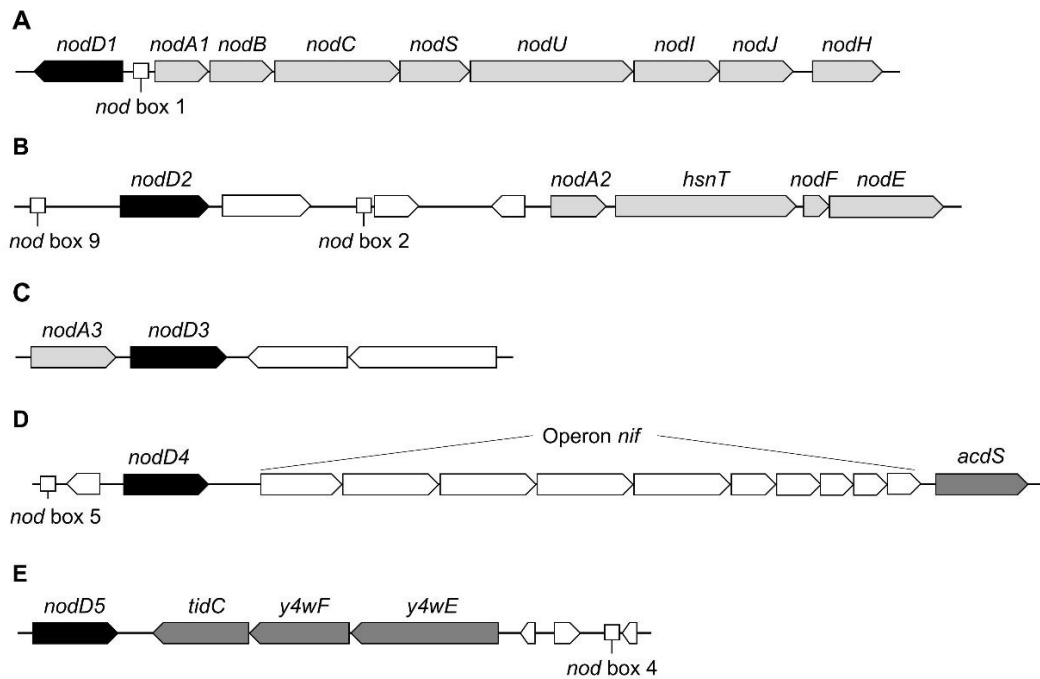 A
nodD1 nodA1 nodB nodC nodS nodU nodI nodJ nodH
nod box 1
B
nodD2 nodA2 hsnT nodF nodE
nod box 9 nod box 2
C
nodA3 nodD3
D
Operon nif
nodD4 acdS
nod box 5
E
nodD5 tidC y4wF y4wE
nod box 4